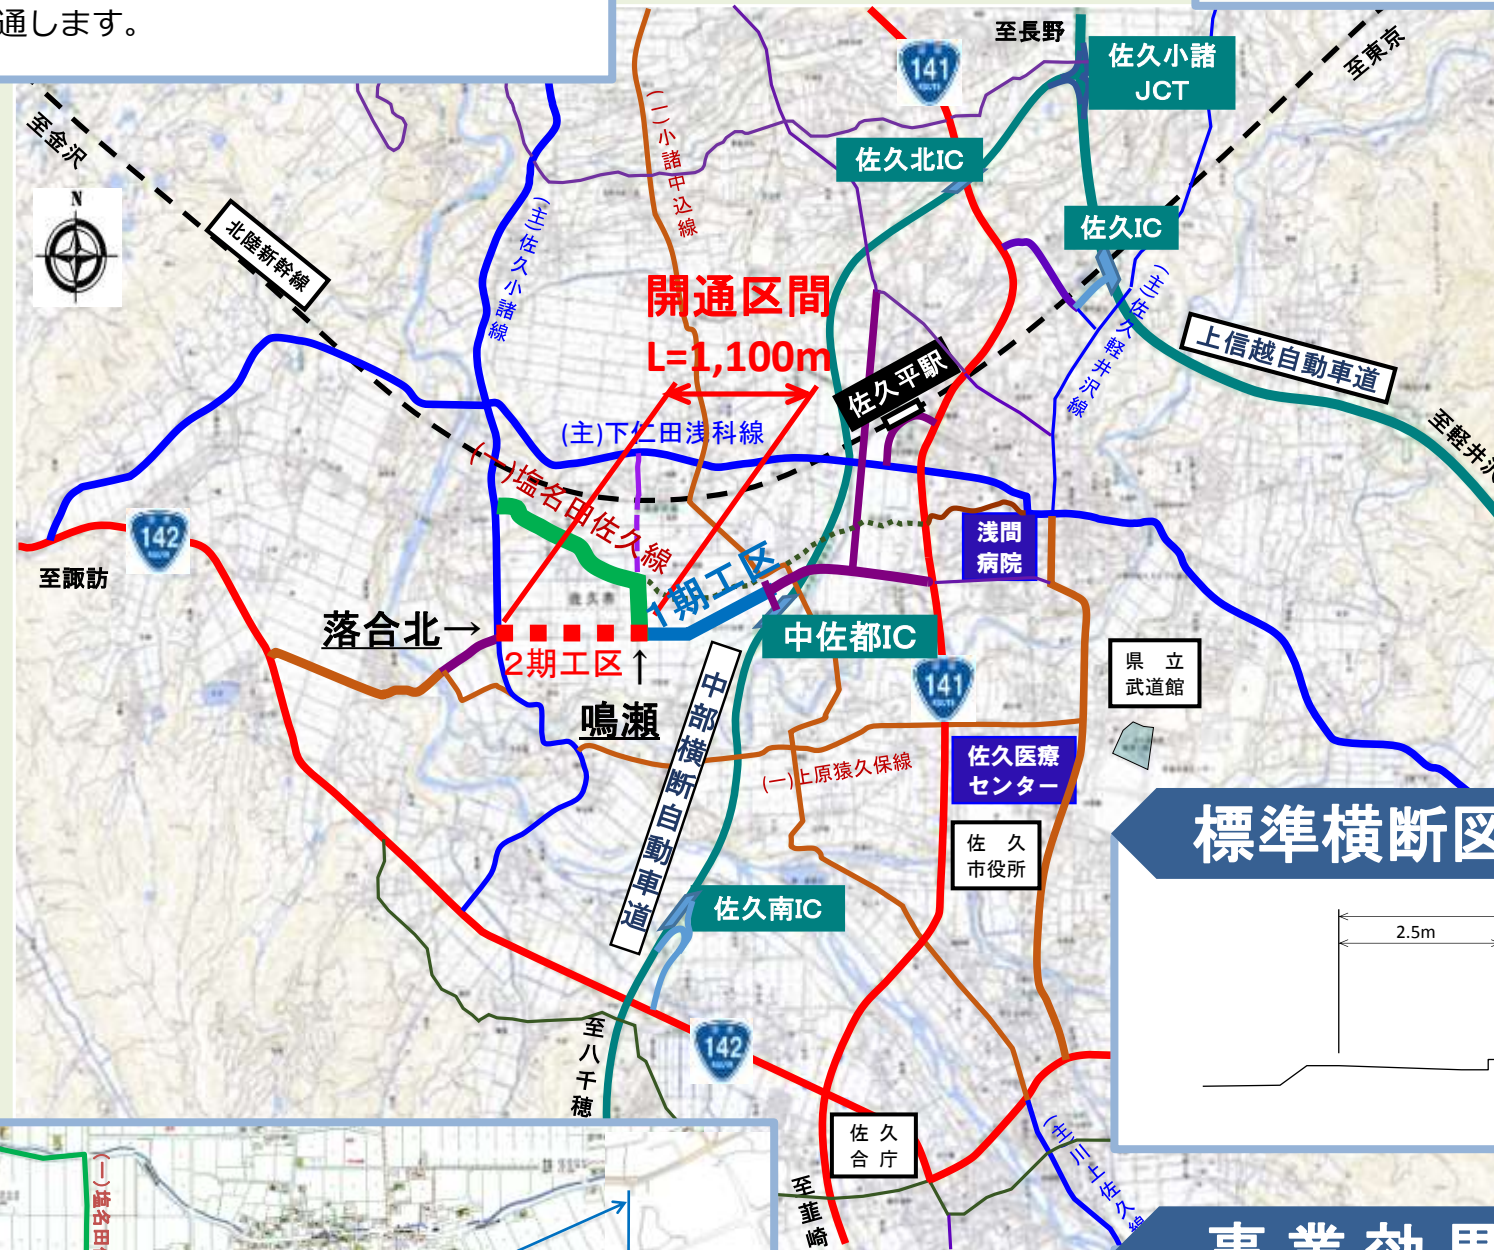 通します。
至長野
141
佐久小諸
JCT
至東京
至金沢
(一)小諸中込線
佐久北IC
N
北陸新幹線
(主)佐久小諸線
佐久IC
開通区間
L=1,100m
(主)佐久軽井沢線
上信越自動車道
佐久平駅
至軽井沢
(主)下仁田浅科線
(一)塩名田佐久線
142
至諏訪
浅間
病院
1期工区
落合北→
2期工区
↑
鳴瀬
中佐都IC
141
県 立
武道館
中部横断自動車道
(一)上原猿久保線
佐久医療
センター
佐 久
市役所
標準横断図
2.5m
佐久南IC
142
至八千穂
佐 久
合 庁
(主)川上佐久線
至韮崎
(一)塩名田
事業効果